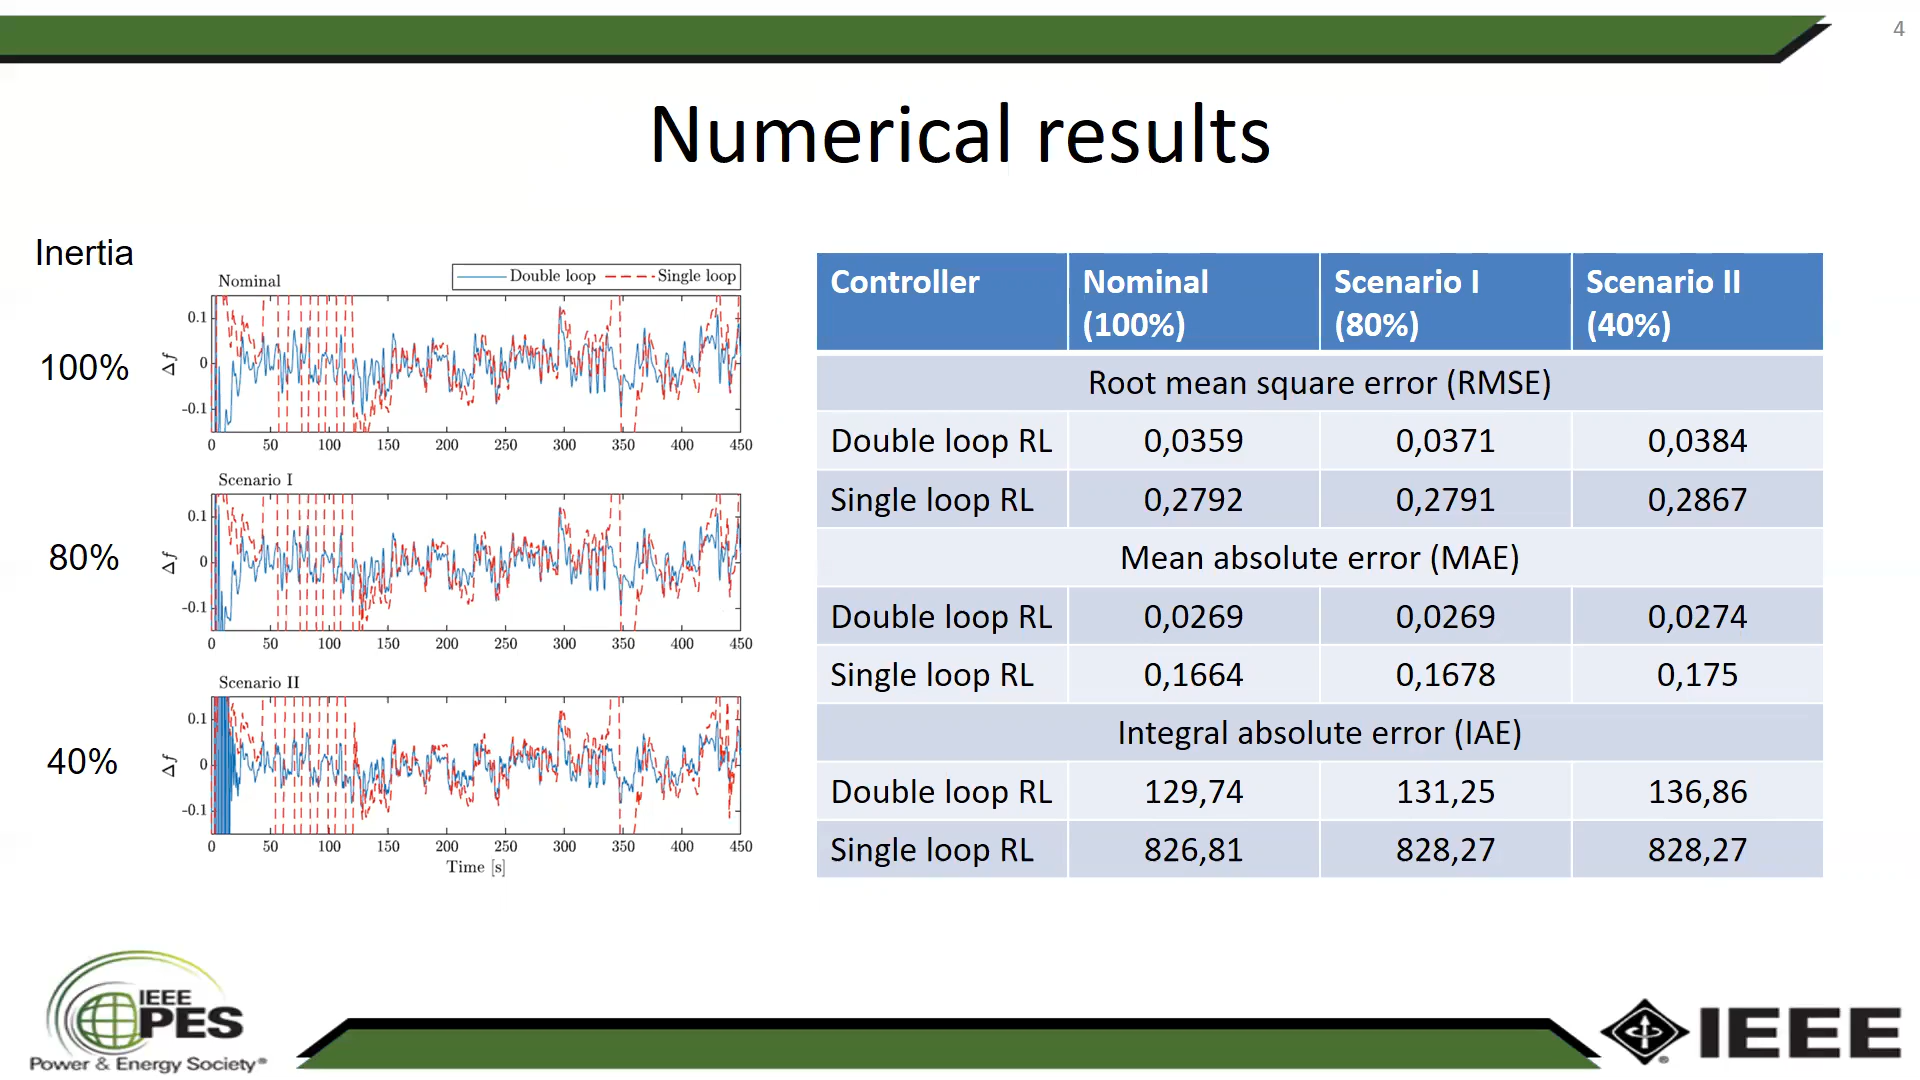 4
Numerical results
Inertia
100%
80%
40%
Nominal
Double loop
Single loop
0.1
0
-0.1
Δf
0 50 100 150 200 250 300 350 400 450
Scenario I
0.1
0
-0.1
Δf
0 50 100 150 200 250 300 350 400 450
Scenario II
0.1
0
-0.1
Δf
0 50 100 150 200 250 300 350 400 450
Time [s]
Controller Nominal (100%) Scenario I (80%) Scenario II (40%)
Root mean square error (RMSE)
Double loop RL 0,0359 0,0371 0,0384
Single loop RL 0,2792 0,2791 0,2867
Mean absolute error (MAE)
Double loop RL 0,0269 0,0269 0,0274
Single loop RL 0,1664 0,1678 0,175
Integral absolute error (IAE)
Double loop RL 129,74 131,25 136,86
Single loop RL 826,81 828,27 828,27
IEEE
PES
Power & Energy Society®
IEEE